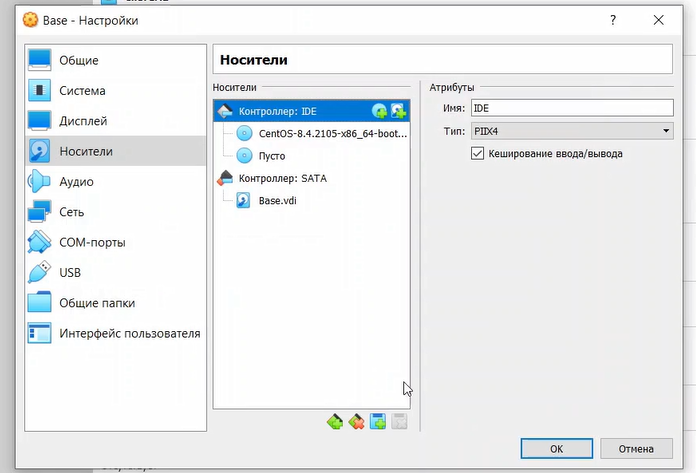 Base - Настройки
?
Общие
Система
Дисплей
Носители
Аудио
Сеть
COM-порты
USB
Общие папки
Интерфейс пользователя
Носители
Носители
Контроллер: IDE
CentOS-8.4.2105-x86_64-boot...
Пусто
Контроллер: SATA
Base.vdi
Атрибуты
Имя: IDE
Тип: PIIX4
Кеширование ввода/вывода
OK
Отмена